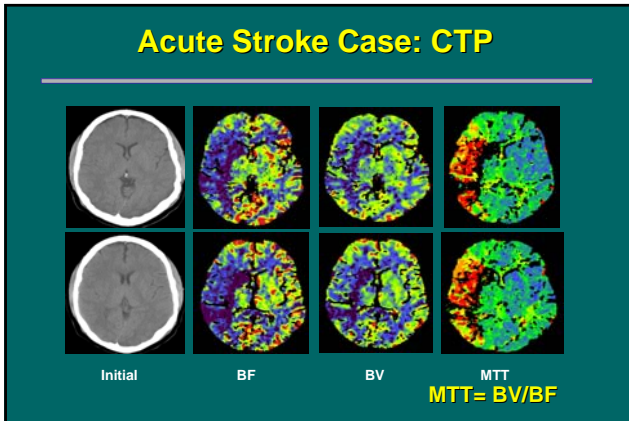 Acute Stroke Case: CTP
Initial BF BV MTT
MTT= BV/BF